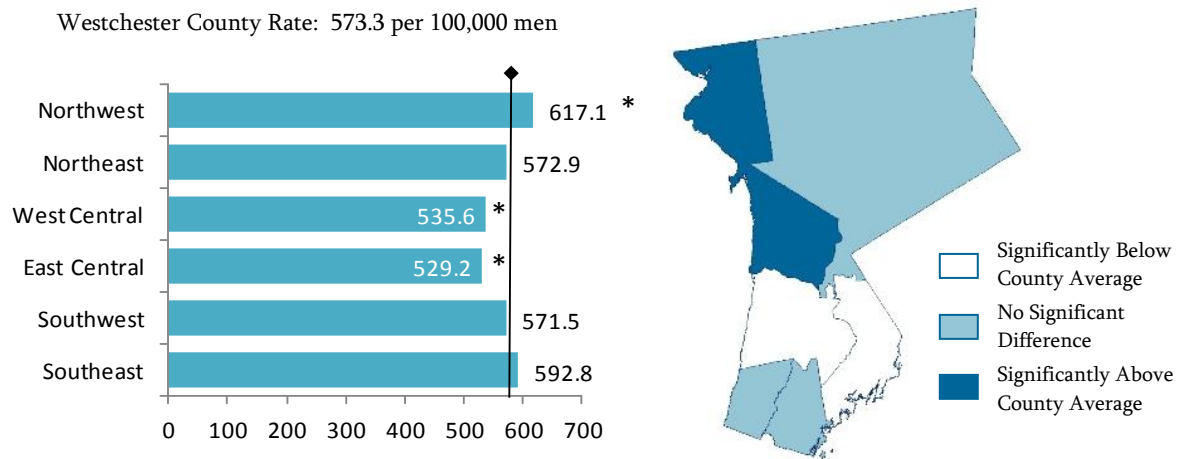 Westchester County Rate: 573.3 per 100,000 men
Northwest 617.1 *
Northeast 572.9
West Central 535.6 *
East Central 529.2 *
Southwest 571.5
Southeast 592.8
0 100 200 300 400 500 600 700
Significantly Below
County Average
No Significant
Difference
Significantly Above
County Average